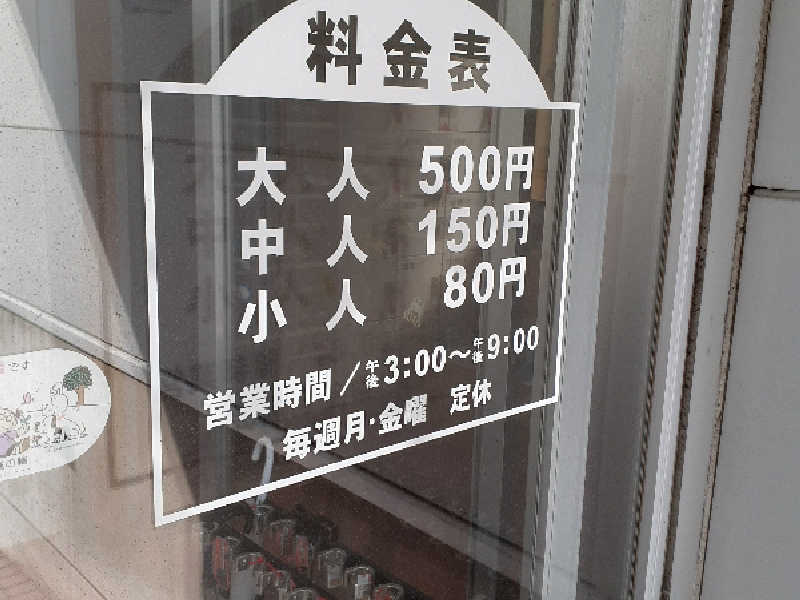 料金表
大人 500円
中人 150円
小人 80円
営業時間／午後3:00～午後9:00
毎週月・金曜 定休
です